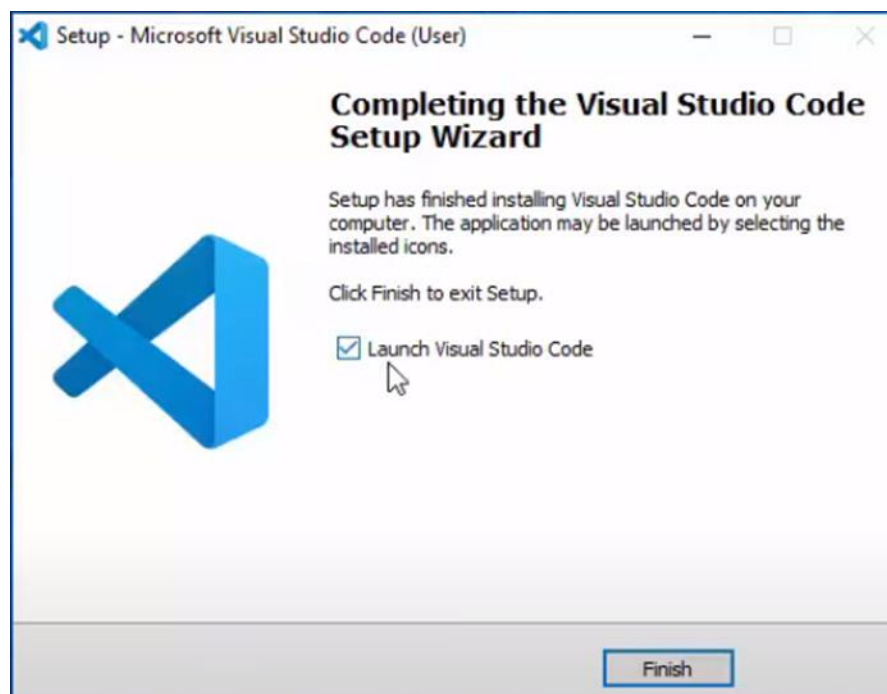 Setup - Microsoft Visual Studio Code (User)
Completing the Visual Studio Code
Setup Wizard
Setup has finished installing Visual Studio Code on your
computer. The application may be launched by selecting the
installed icons.
Click Finish to exit Setup.
Launch Visual Studio Code
Finish